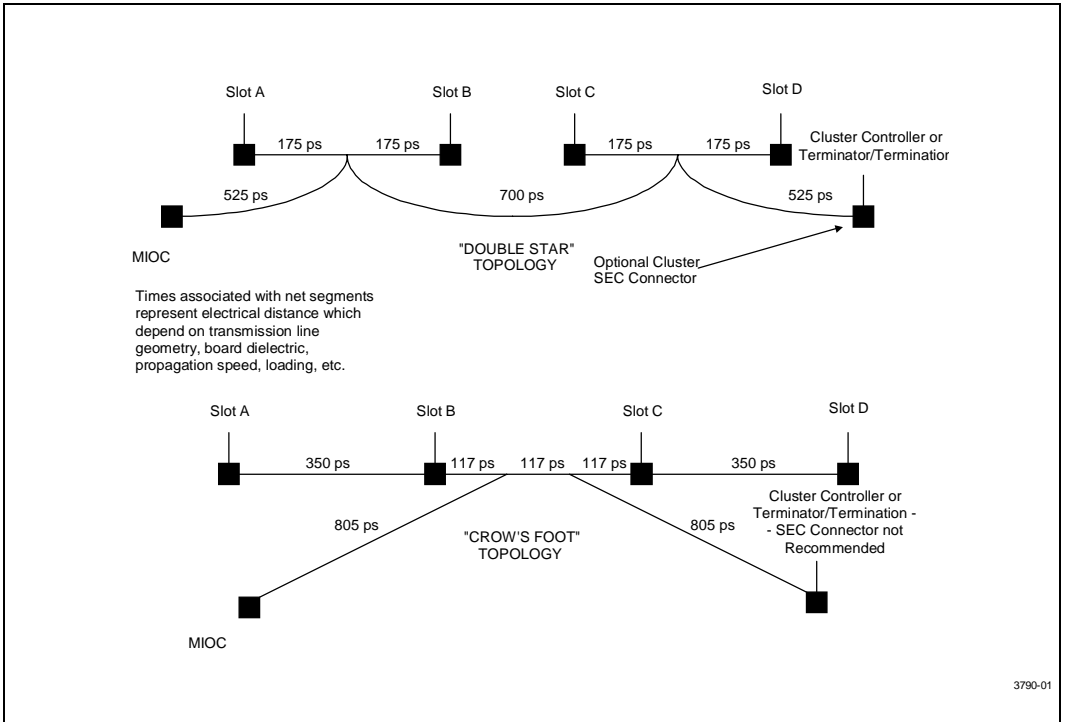 Slot A
Slot B
Slot C
Slot D
Cluster Controller or
Terminator/Termination
175 ps
175 ps
175 ps
175 ps
525 ps
700 ps
525 ps
MIOC
"DOUBLE STAR"
TOPOLOGY
Optional Cluster
SEC Connector
Times associated with net segments
represent electrical distance which
depend on transmission line
geometry, board dielectric,
propagation speed, loading, etc.
Slot A
Slot B
Slot C
Slot D
350 ps
117 ps
117 ps
117 ps
350 ps
Cluster Controller or
Terminator/Termination -
- SEC Connector not
Recommended
805 ps
805 ps
"CROW'S FOOT"
TOPOLOGY
MIOC
3790-01